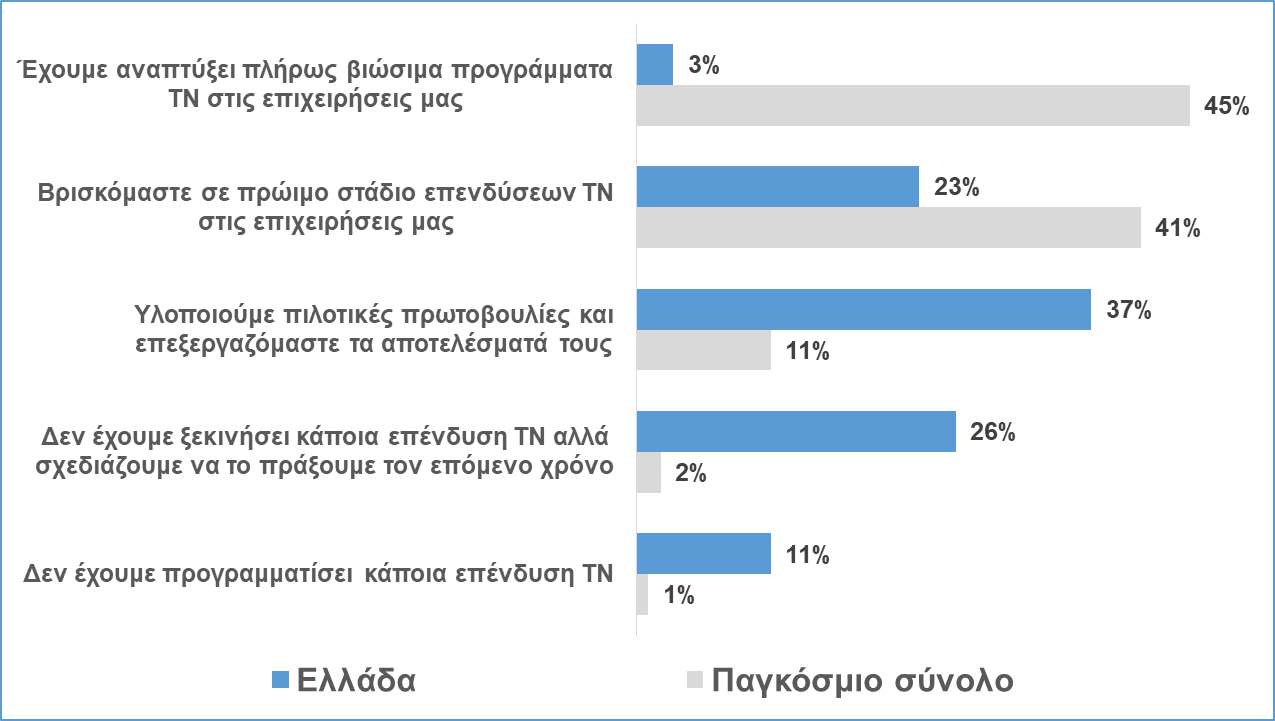 Έχουμε αναπτύξει πλήρως βιώσιμα προγράμματα
ΤΝ στις επιχειρήσεις μας
3%
45%
Βρισκόμαστε σε πρώιμο στάδιο επενδύσεων ΤΝ
στις επιχειρήσεις μας
23%
41%
Υλοποιούμε πιλοτικές πρωτοβουλίες και
επεξεργαζόμαστε τα αποτελέσματά τους
37%
11%
Δεν έχουμε ξεκινήσει κάποια επένδυση ΤΝ αλλά
σχεδιάζουμε να το πράξουμε τον επόμενο χρόνο
26%
2%
Δεν έχουμε προγραμματίσει κάποια επένδυση ΤΝ
11%
1%
Ελλάδα
Παγκόσμιο σύνολο